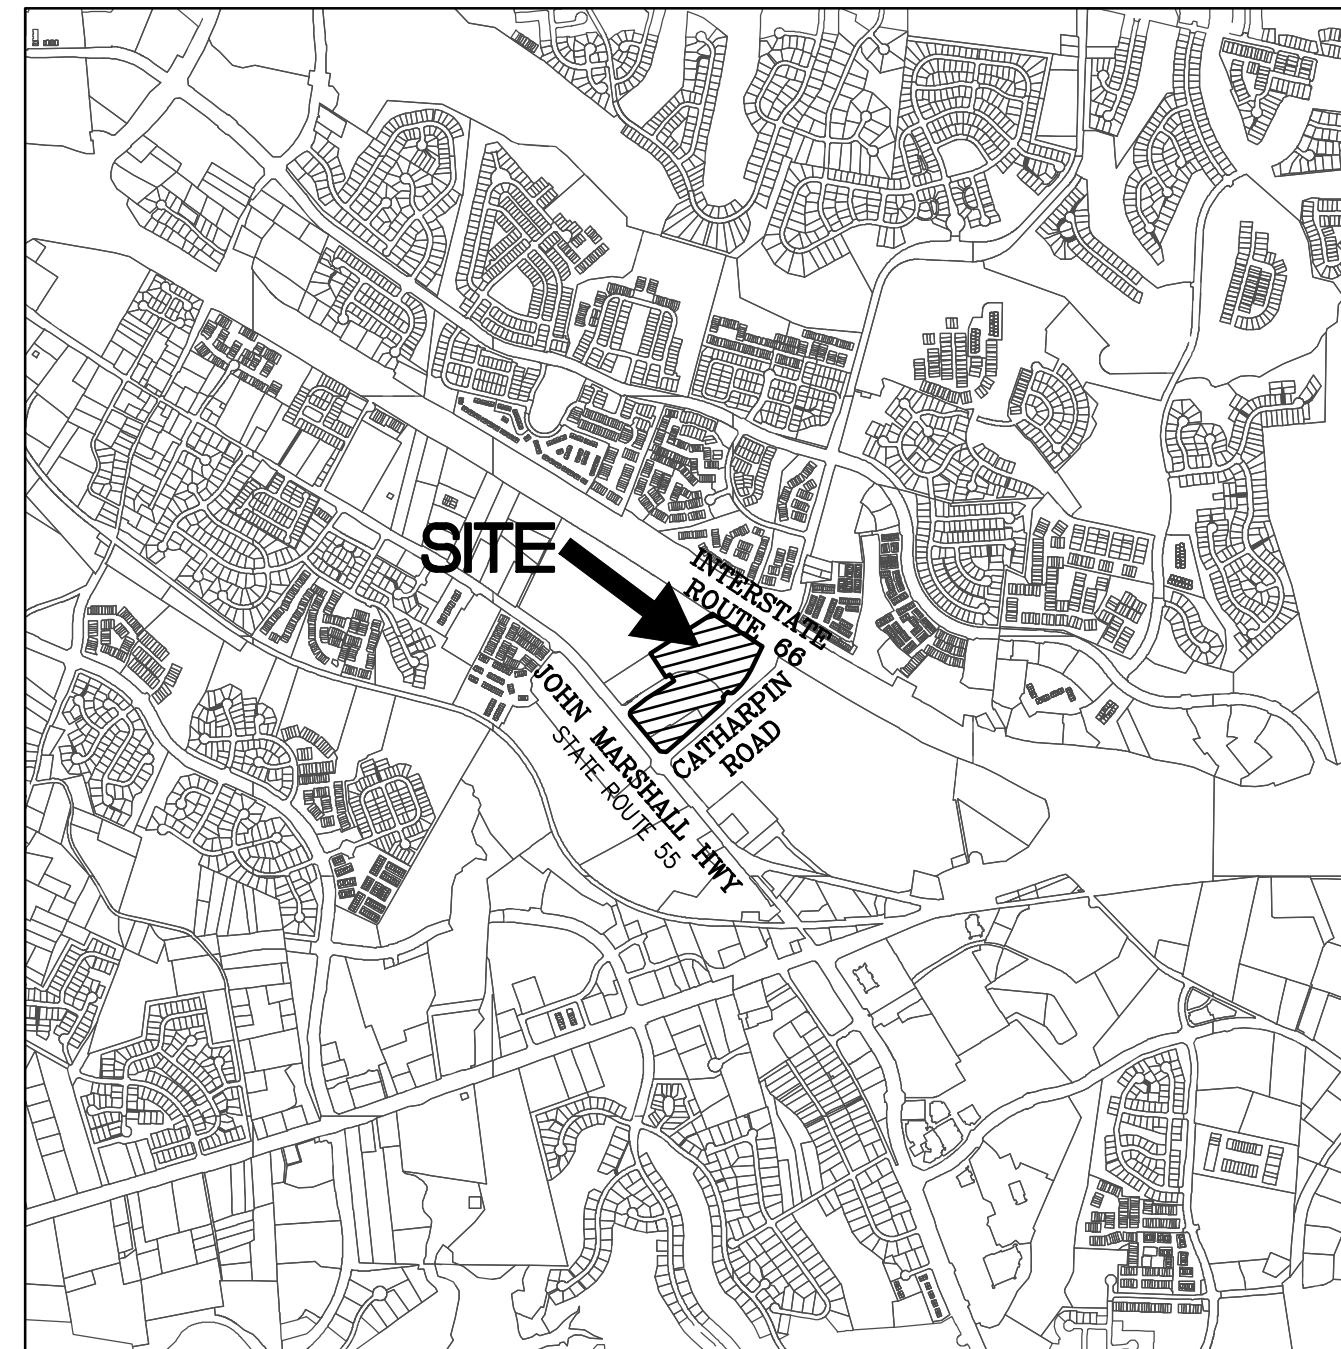 SITE
INTERSTATE
ROUTE 66
CATHARPIN
ROAD
JOHN MARSHALL HWY
STATE ROUTE 55